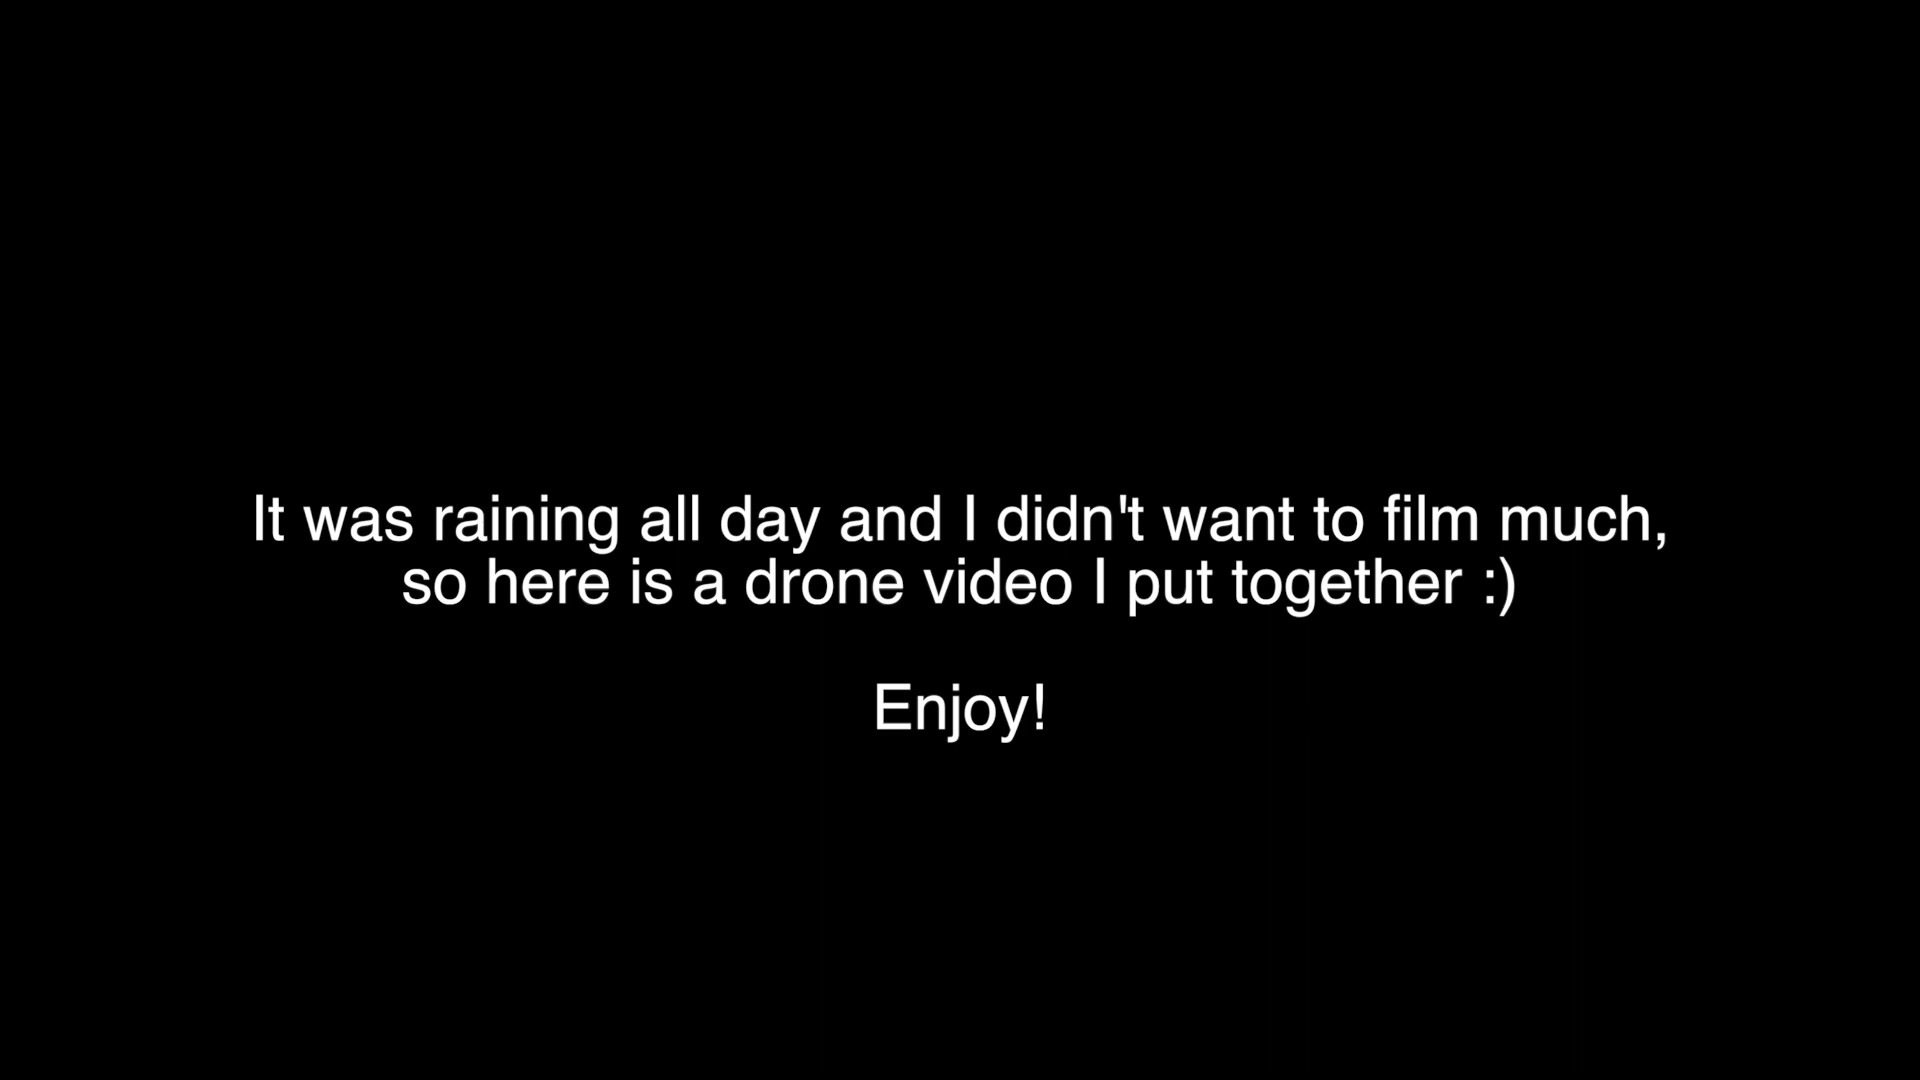 It was raining all day and I didn't want to film much,
so here is a drone video I put together :)
Enjoy!